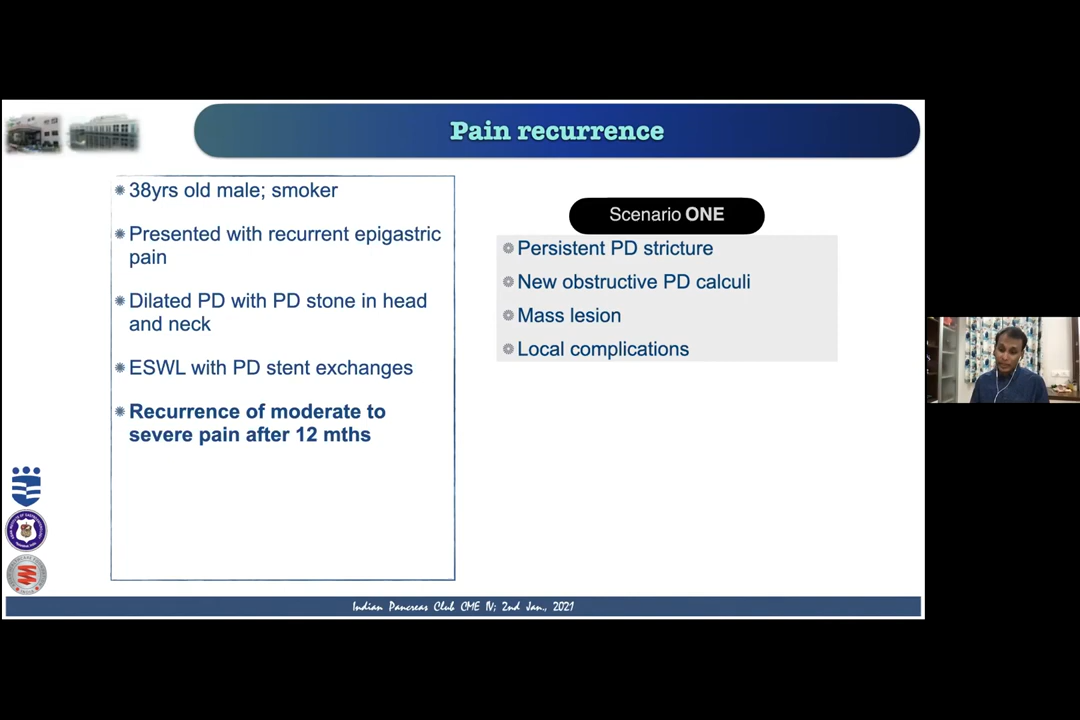 Pain recurrence
38yrs old male; smoker
Presented with recurrent epigastric
pain
Dilated PD with PD stone in head
and neck
ESWL with PD stent exchanges
Recurrence of moderate to
severe pain after 12 mths
Scenario ONE
Persistent PD stricture
New obstructive PD calculi
Mass lesion
Local complications
Indian Pancreas Club CME IV; 2nd Jan., 2021